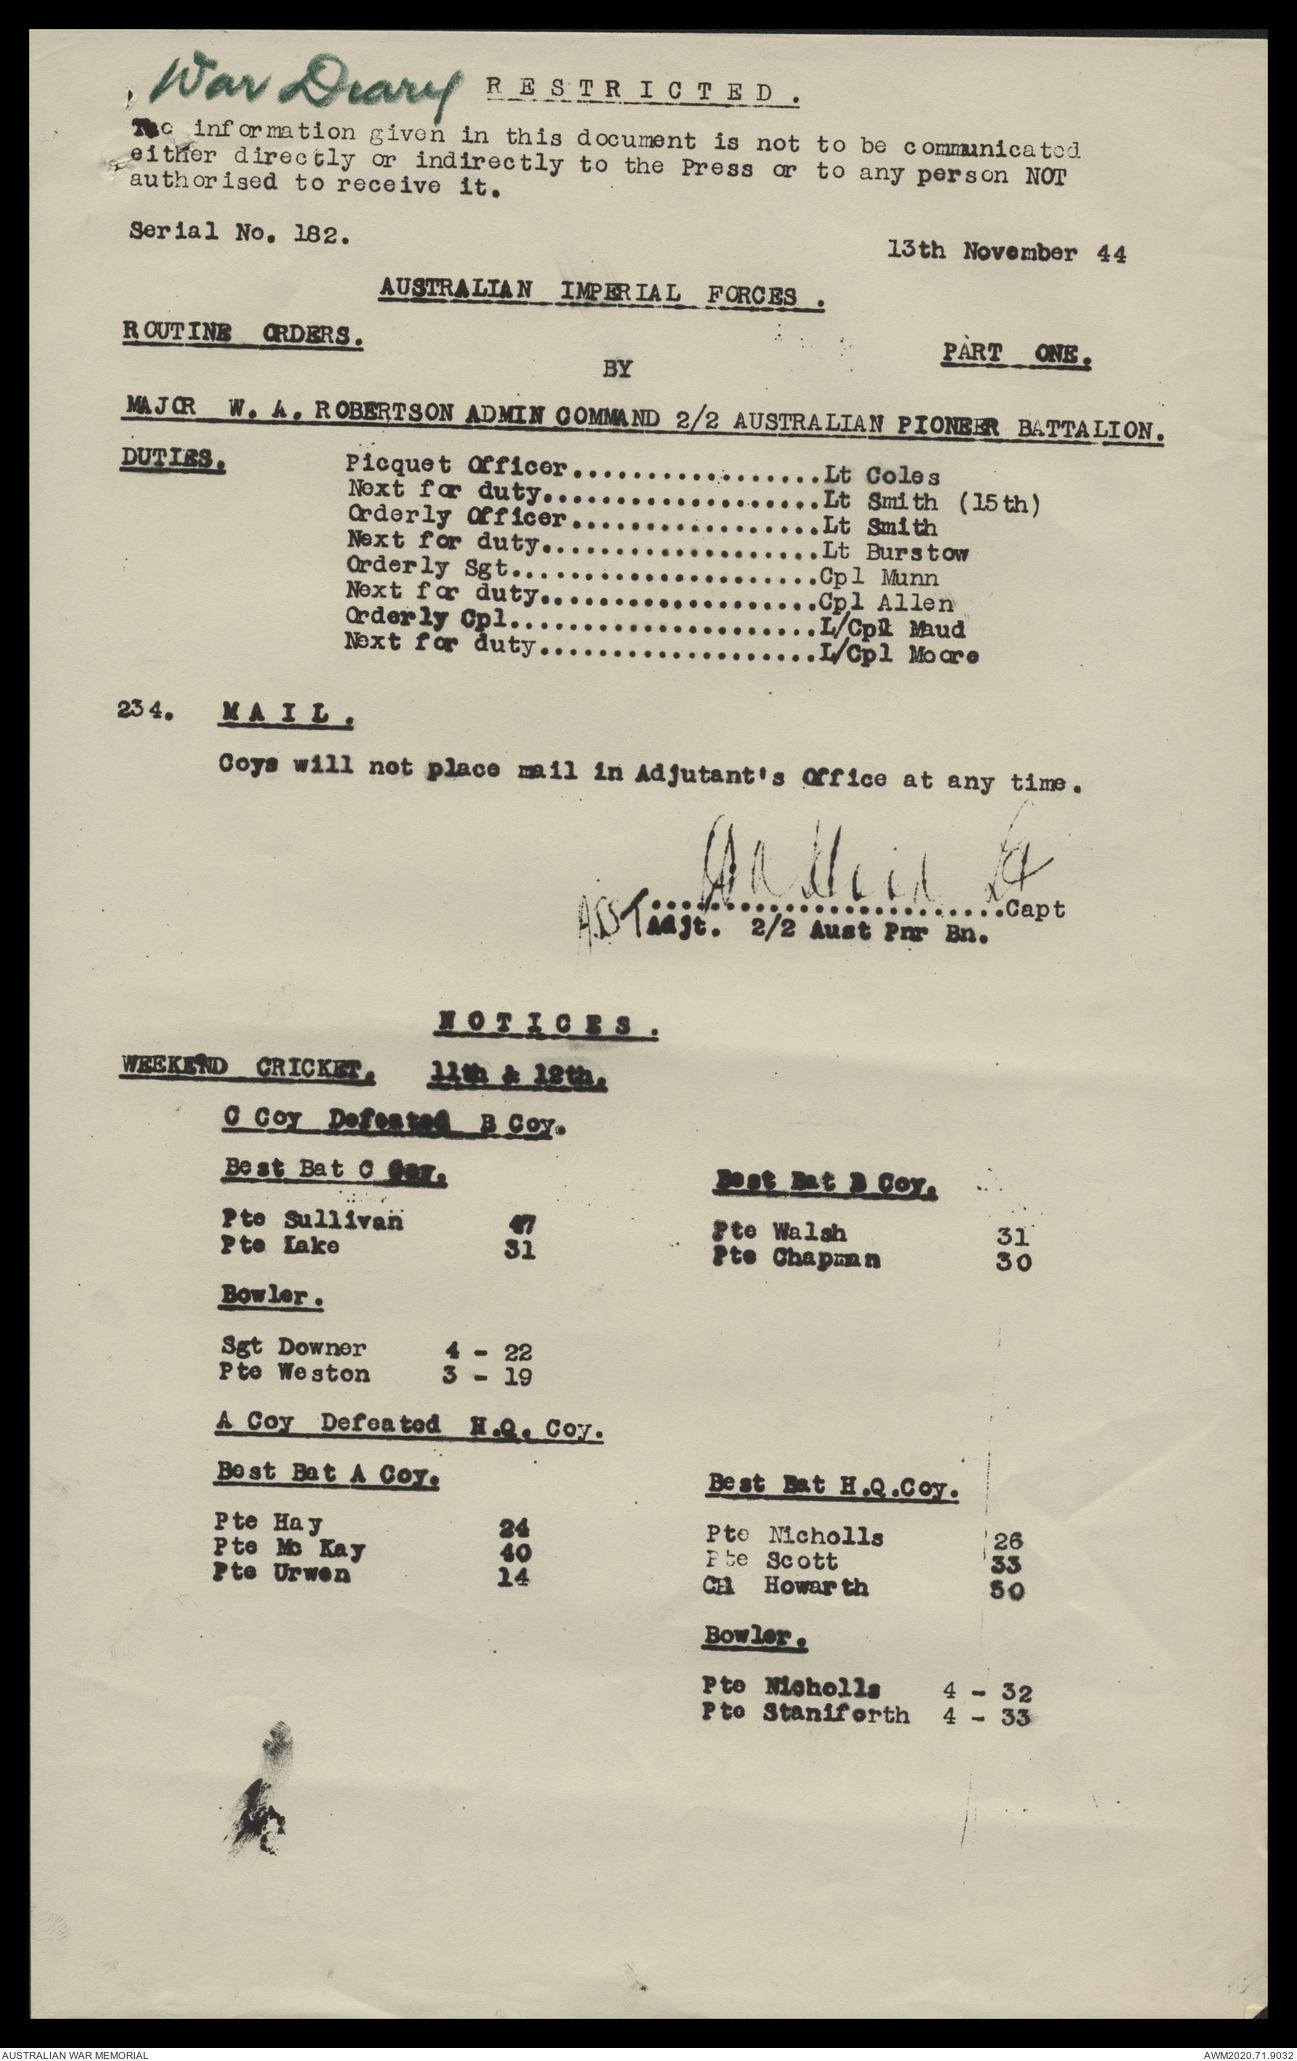 War Diary RESTRICTED.
The information given in this document is not to be communicated
either directly or indirectly to the Press or to any person NOT
authorised to receive it.
Serial No. 182.
13th November 44
AUSTRALIAN IMPERIAL FORCES.
ROUTINE ORDERS.
PART ONE.
BY
MAJOR W. A. ROBERTSON ADMIN COMMAND 2/2 AUSTRALIAN PIONEER BATTALION.
DUTIES. Picquet Officer.................Lt Coles
Next for duty...................Lt Smith (15th)
Orderly Officer.................Lt Smith
Next for duty...................Lt Burstow
Orderly Sgt.....................Cpl Munn
Next for duty...................Cpl Allen
Orderly Cpl.....................L/Cpl Maud
Next for duty...................L/Cpl Moore
234. MAIL.
Coys will not place mail in Adjutant's Office at any time.
Lt
........................Capt
ASST Adjt. 2/2 Aust Pnr Bn.
NOTICES.
WEEKEND CRICKET. 11th & 12th.
C Coy Defeated B Coy.
Best Bat C Coy. Best Bat B Coy.
Pte Sullivan 47 Pte Walsh 31
Pte Lake 31 Pte Chapman 30
Bowler.
Sgt Downer 4 - 22
Pte Weston 3 - 19
A Coy Defeated H.Q. Coy.
Best Bat A Coy. Best Bat H.Q.Coy.
Pte Hay 24 Pte Nicholls 26
Pte Mc Kay 40 Pte Scott 33
Pte Urwen 14 Howarth 50
Bowler.
Pte Nicholls 4 - 32
Pte Staniforth 4 - 33
AUSTRALIAN WAR MEMORIAL
AWM2020.71.9032